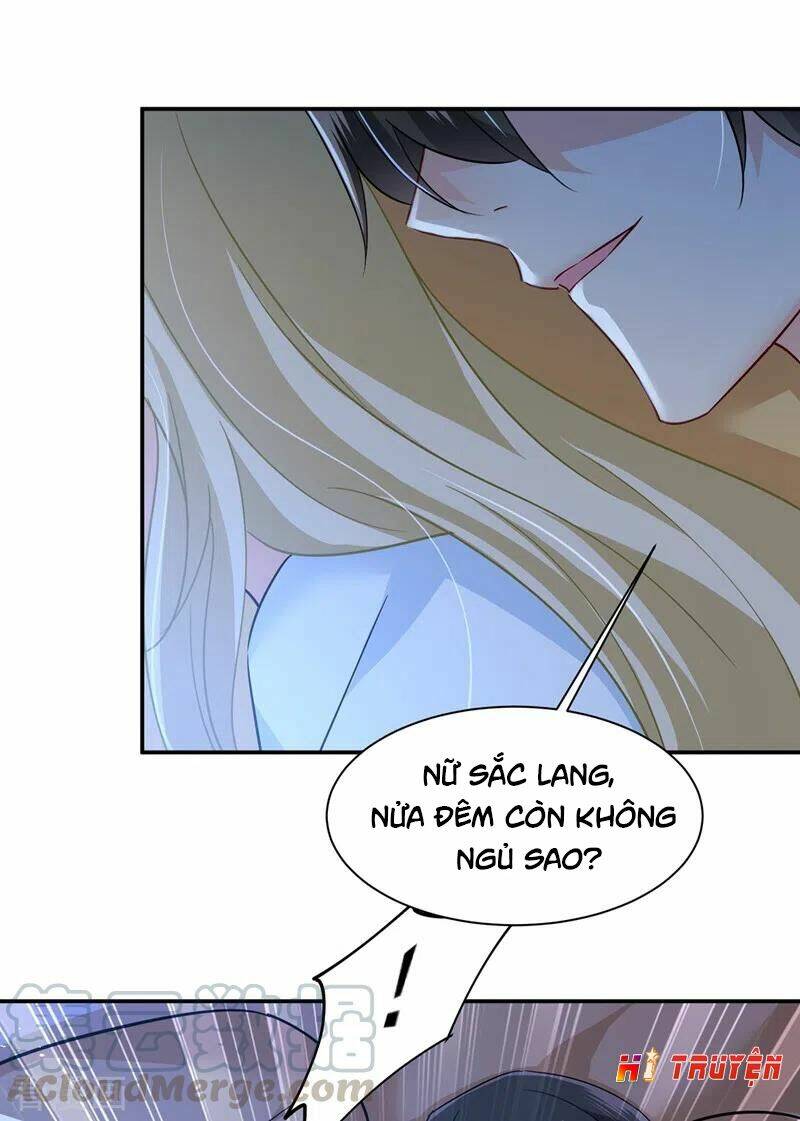 NỮ SẮC LANG,
NỬA ĐÊM CÒN KHÔNG
NGỦ SAO?
!
ACloudMerge.com
HI TRUYỆN